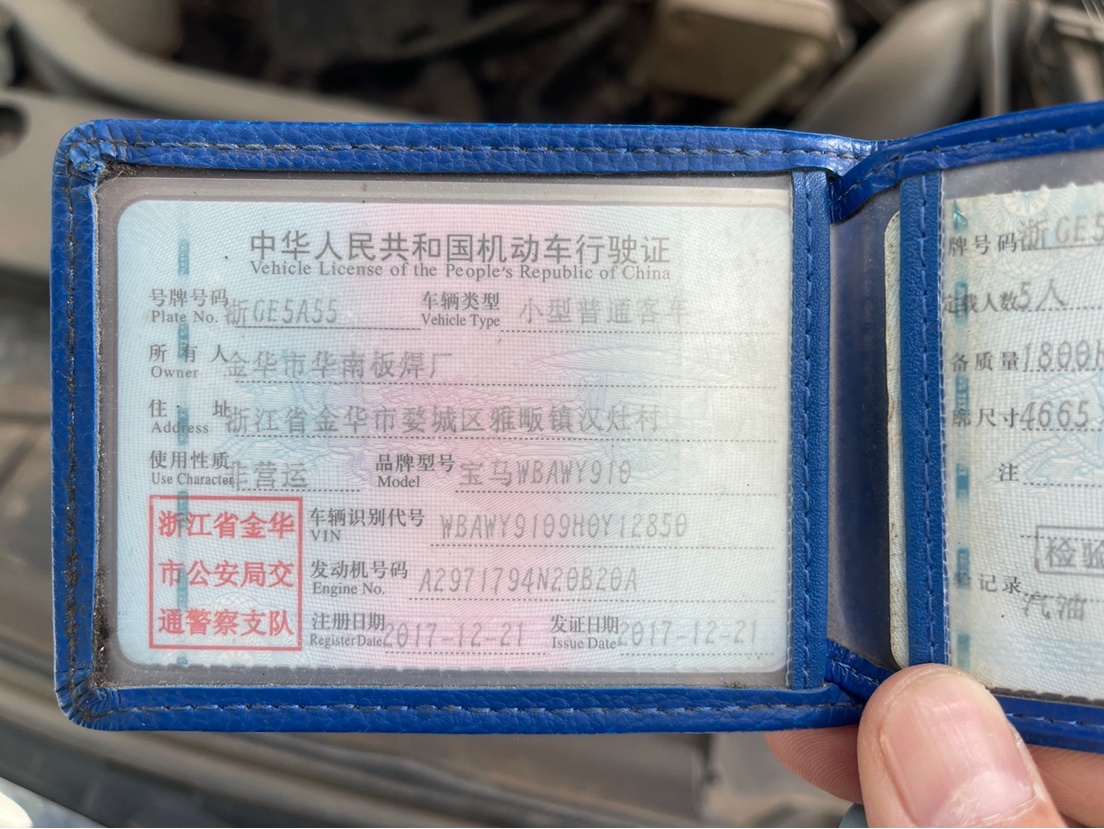 中华人民共和国机动车行驶证
Vehicle License of the People's Republic of China
号牌号码 浙GE5A55 车辆类型 小型普通客车
Plate No. Vehicle Type
所有人 金华市华南板焊厂
Owner
住址 浙江省金华市婺城区雅畈镇汉灶村
Address
使用性质 非营运 品牌型号 宝马WBAWY910
Use Character Model
浙江省金华
市公安局交
通警察支队
车辆识别代号 WBAWY9109H0Y12850
VIN
发动机号码 A2971794N20B20A
Engine No.
注册日期 2017-12-21 发证日期 2017-12-21
Register Date Issue Date
牌号码 浙GE5
定载人数 5人
备质量 1800k
廓尺寸 4665
注
检验
记录
汽油